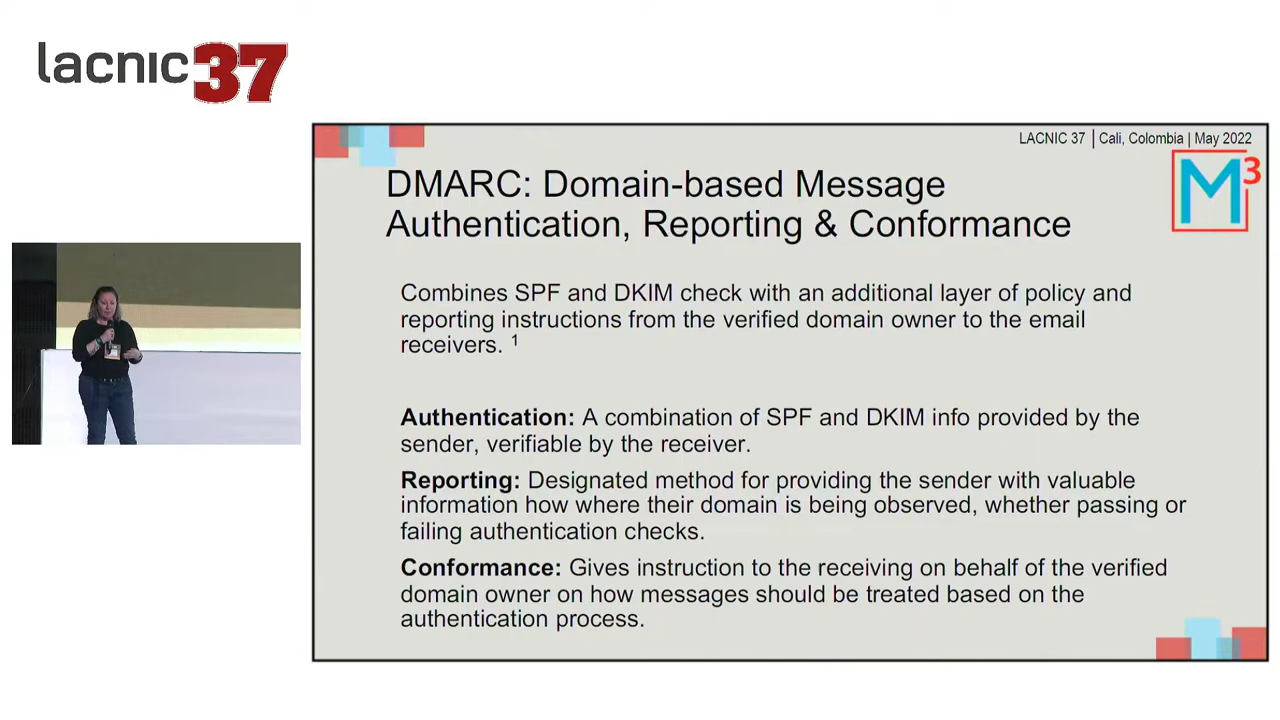 lacnic 37
LACNIC 37 | Cali, Colombia | May 2022
M3
DMARC: Domain-based Message
Authentication, Reporting & Conformance
Combines SPF and DKIM check with an additional layer of policy and
reporting instructions from the verified domain owner to the email
receivers. 1
Authentication: A combination of SPF and DKIM info provided by the
sender, verifiable by the receiver.
Reporting: Designated method for providing the sender with valuable
information how where their domain is being observed, whether passing or
failing authentication checks.
Conformance: Gives instruction to the receiving on behalf of the verified
domain owner on how messages should be treated based on the
authentication process.